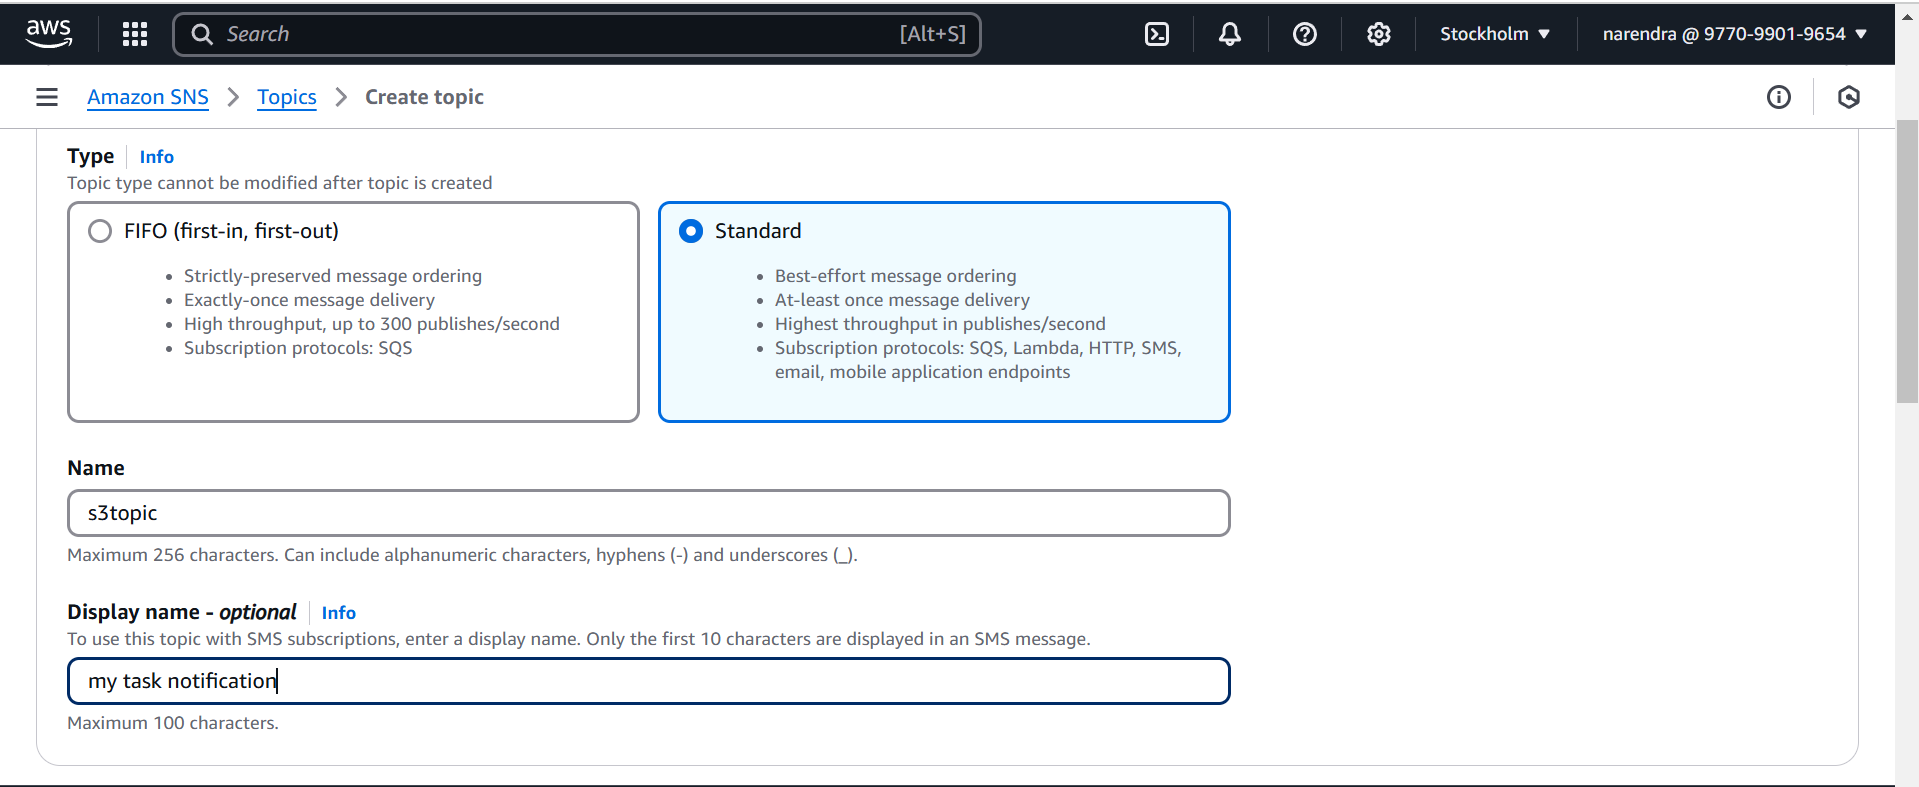 aws Search [Alt+S] Stockholm narendra @ 9770-9901-9654
Amazon SNS Topics Create topic
Type Info
Topic type cannot be modified after topic is created
FIFO (first-in, first-out)
Strictly-preserved message ordering
Exactly-once message delivery
High throughput, up to 300 publishes/second
Subscription protocols: SQS
Standard
Best-effort message ordering
At-least once message delivery
Highest throughput in publishes/second
Subscription protocols: SQS, Lambda, HTTP, SMS,
email, mobile application endpoints
Name
s3topic
Maximum 256 characters. Can include alphanumeric characters, hyphens (-) and underscores (_).
Display name - optional Info
To use this topic with SMS subscriptions, enter a display name. Only the first 10 characters are displayed in an SMS message.
my task notification
Maximum 100 characters.